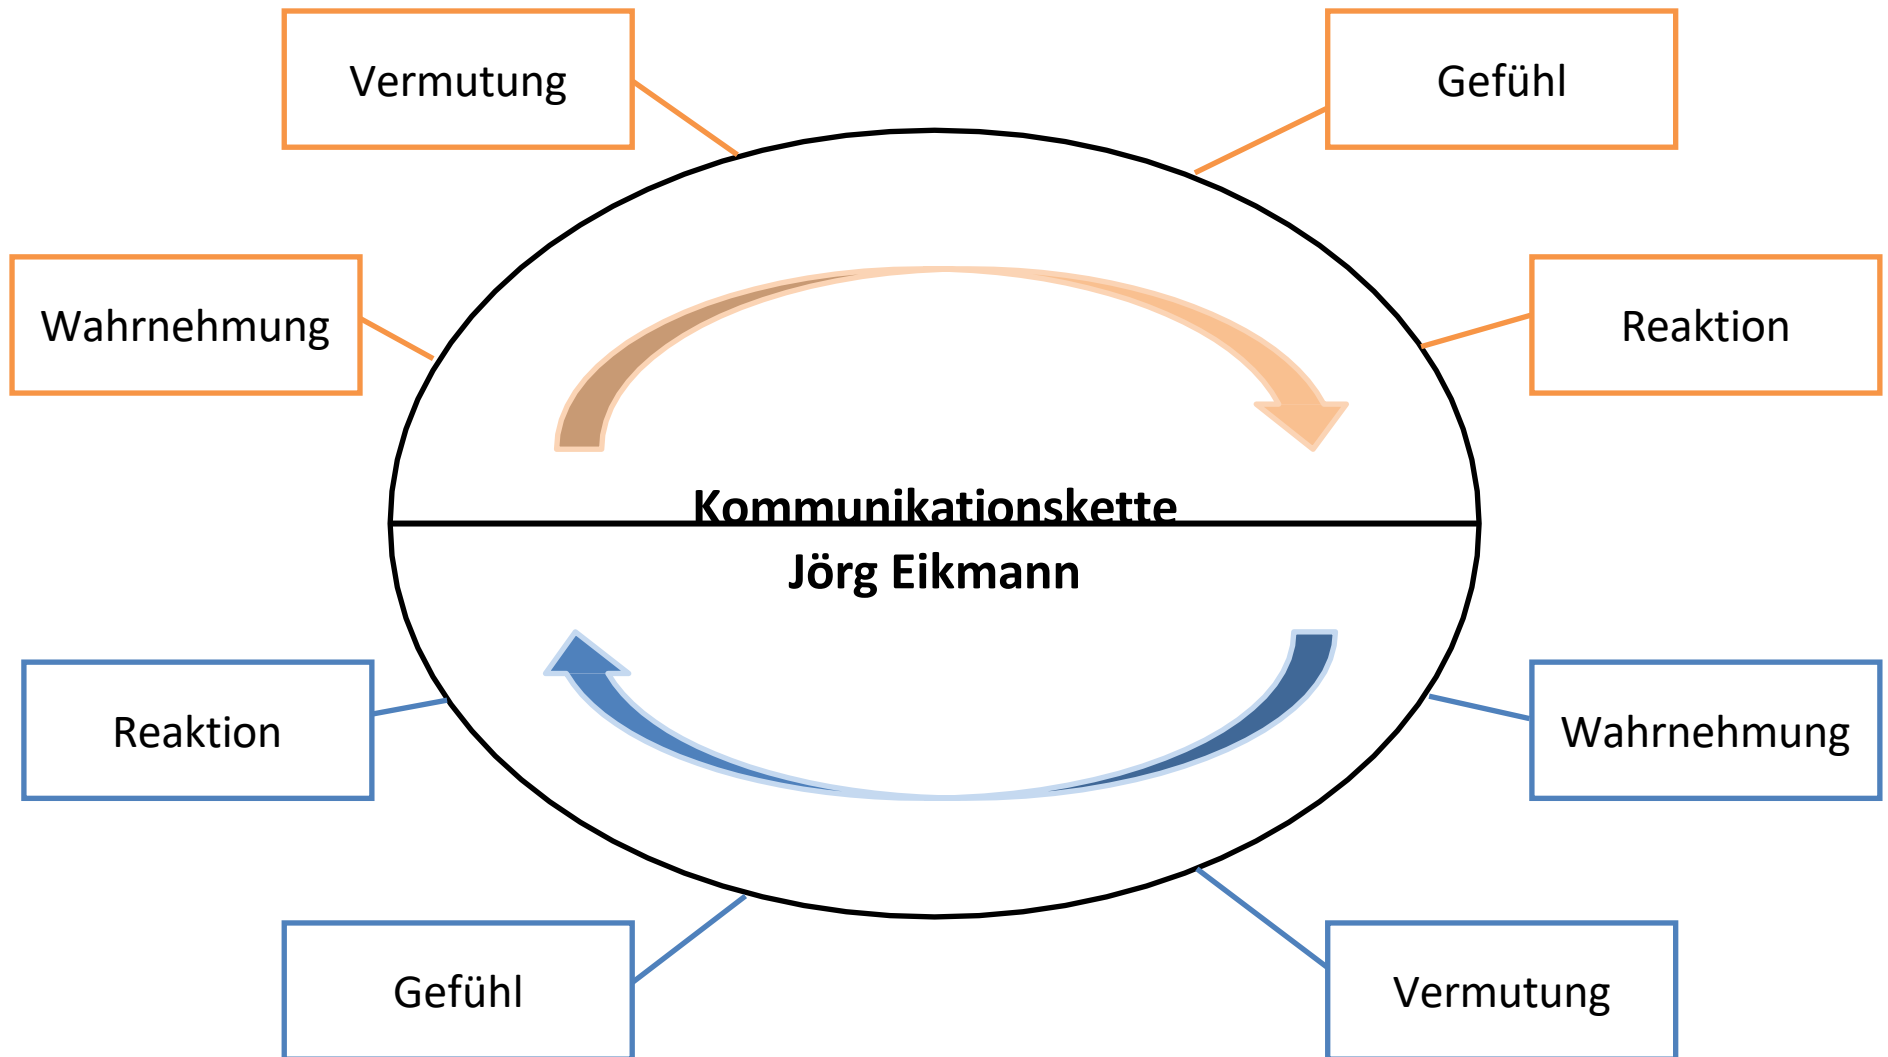 Vermutung
Gefühl
Wahrnehmung
Reaktion
Kommunikationskette
Jörg Eikmann
Reaktion
Wahrnehmung
Gefühl
Vermutung